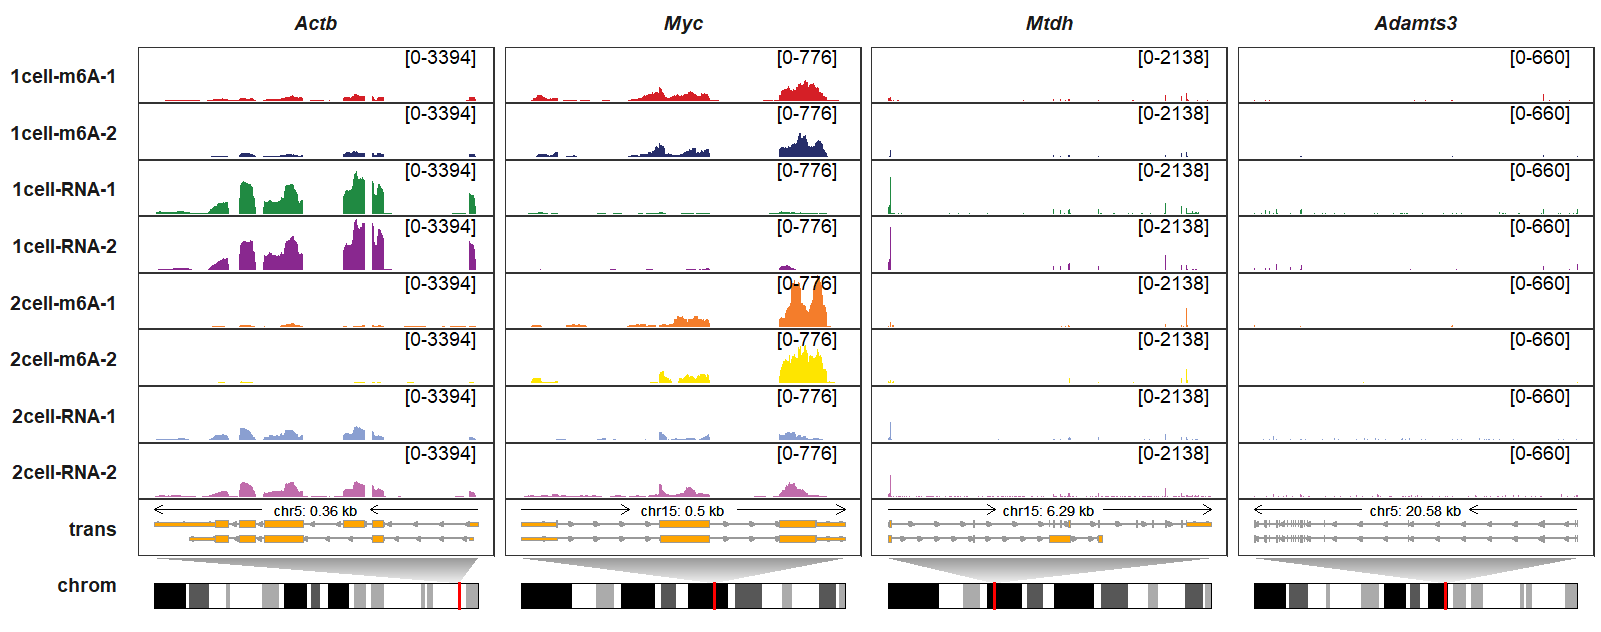 Actb Myc Mtdh Adamts3
1cell-m6A-1 [0-3394] [0-776] [0-2138] [0-660]
1cell-m6A-2 [0-3394] [0-776] [0-2138] [0-660]
1cell-RNA-1 [0-3394] [0-776] [0-2138] [0-660]
1cell-RNA-2 [0-3394] [0-776] [0-2138] [0-660]
2cell-m6A-1 [0-3394] [0-776] [0-2138] [0-660]
2cell-m6A-2 [0-3394] [0-776] [0-2138] [0-660]
2cell-RNA-1 [0-3394] [0-776] [0-2138] [0-660]
2cell-RNA-2 [0-3394] [0-776] [0-2138] [0-660]
chr5: 0.36 kb chr15: 0.5 kb chr15: 6.29 kb chr5: 20.58 kb
trans
chrom